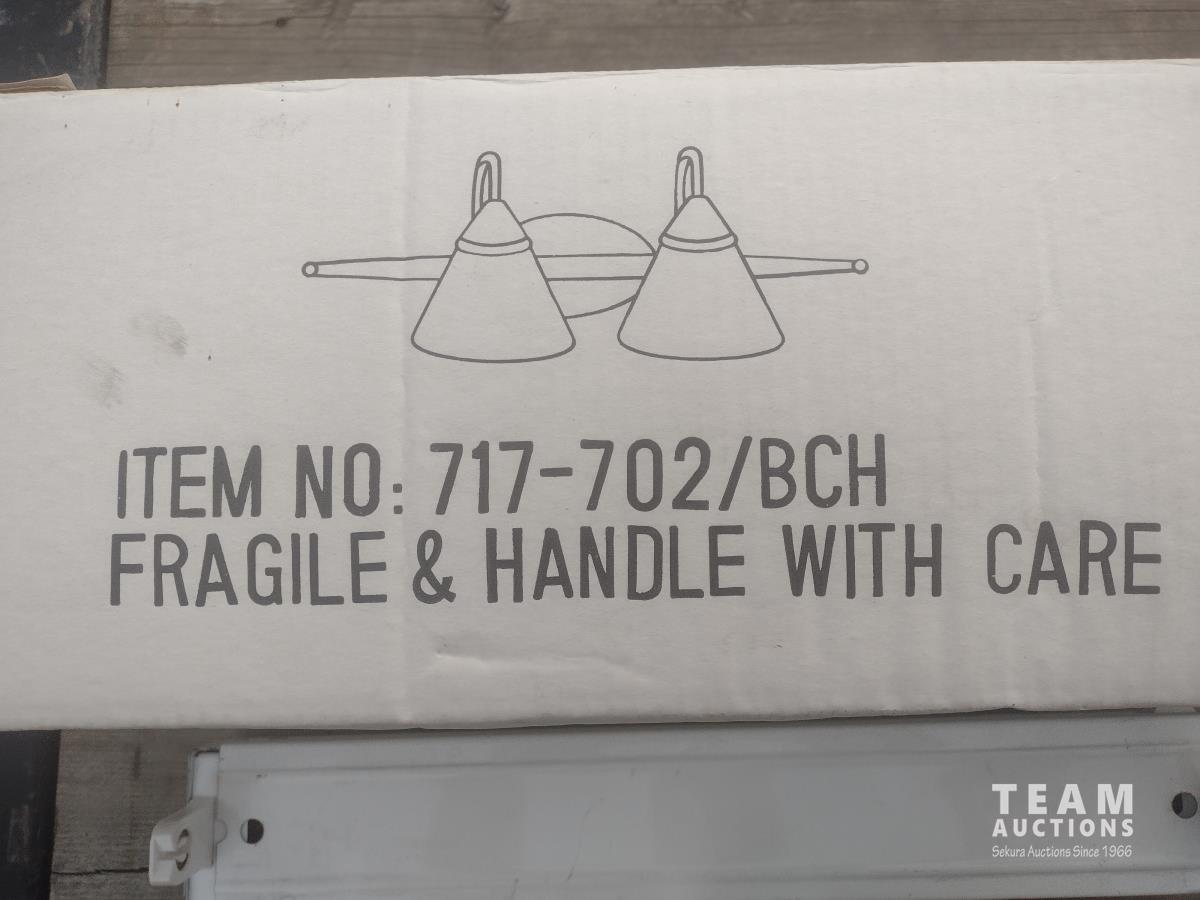 ITEM NO: 717-702/BCH
FRAGILE & HANDLE WITH CARE
TEAM
AUCTIONS
Sekura Auctions Since 1966